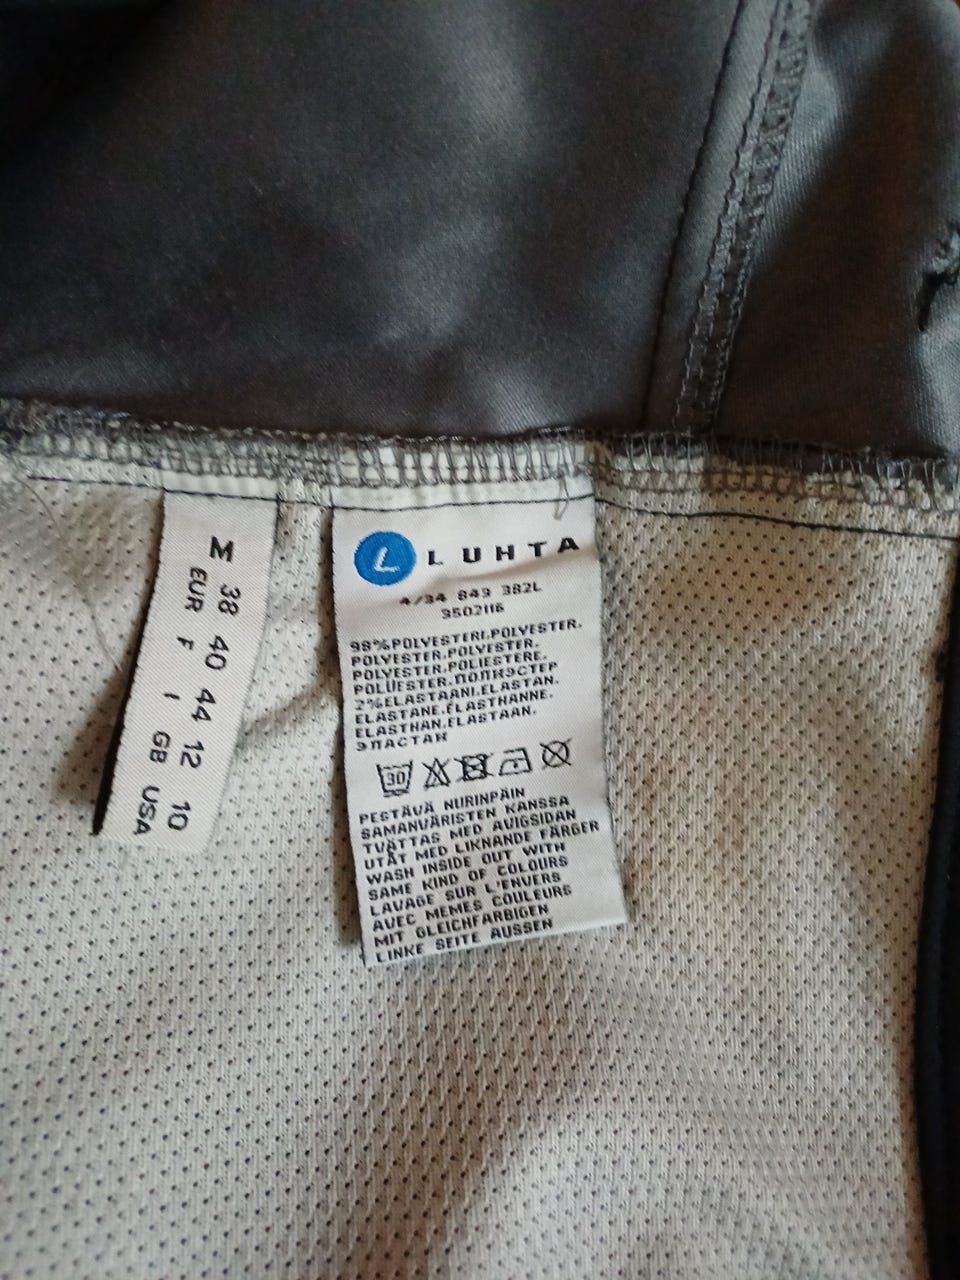 M 38 40 44 12 10
EUR F I GB USA
L LUHTA
4/34 843 382L
3502116
98%POLYESTERI.POLYESTER.
POLYESTER.POLYESTER.
POLYESTER.POLIESTERE.
POLÜESTER.ПОЛИЭСТЕР
2%ELASTAANI.ELASTAN.
ELASTANE.ÉLASTHANNE.
ELASTHAN.ELASTAAN.
ЭЛАСТАН
30
PESTÄVÄ NURINPÄIN
SAMANVÄRISTEN KANSSA
TVÄTTAS MED AVIGSIDAN
UTÅT MED LIKNANDE FÄRGER
WASH INSIDE OUT WITH
SAME KIND OF COLOURS
LAVAGE SUR L'ENVERS
AVEC MEMES COULEURS
MIT GLEICHFARBIGEN
LINKE SEITE AUSSEN